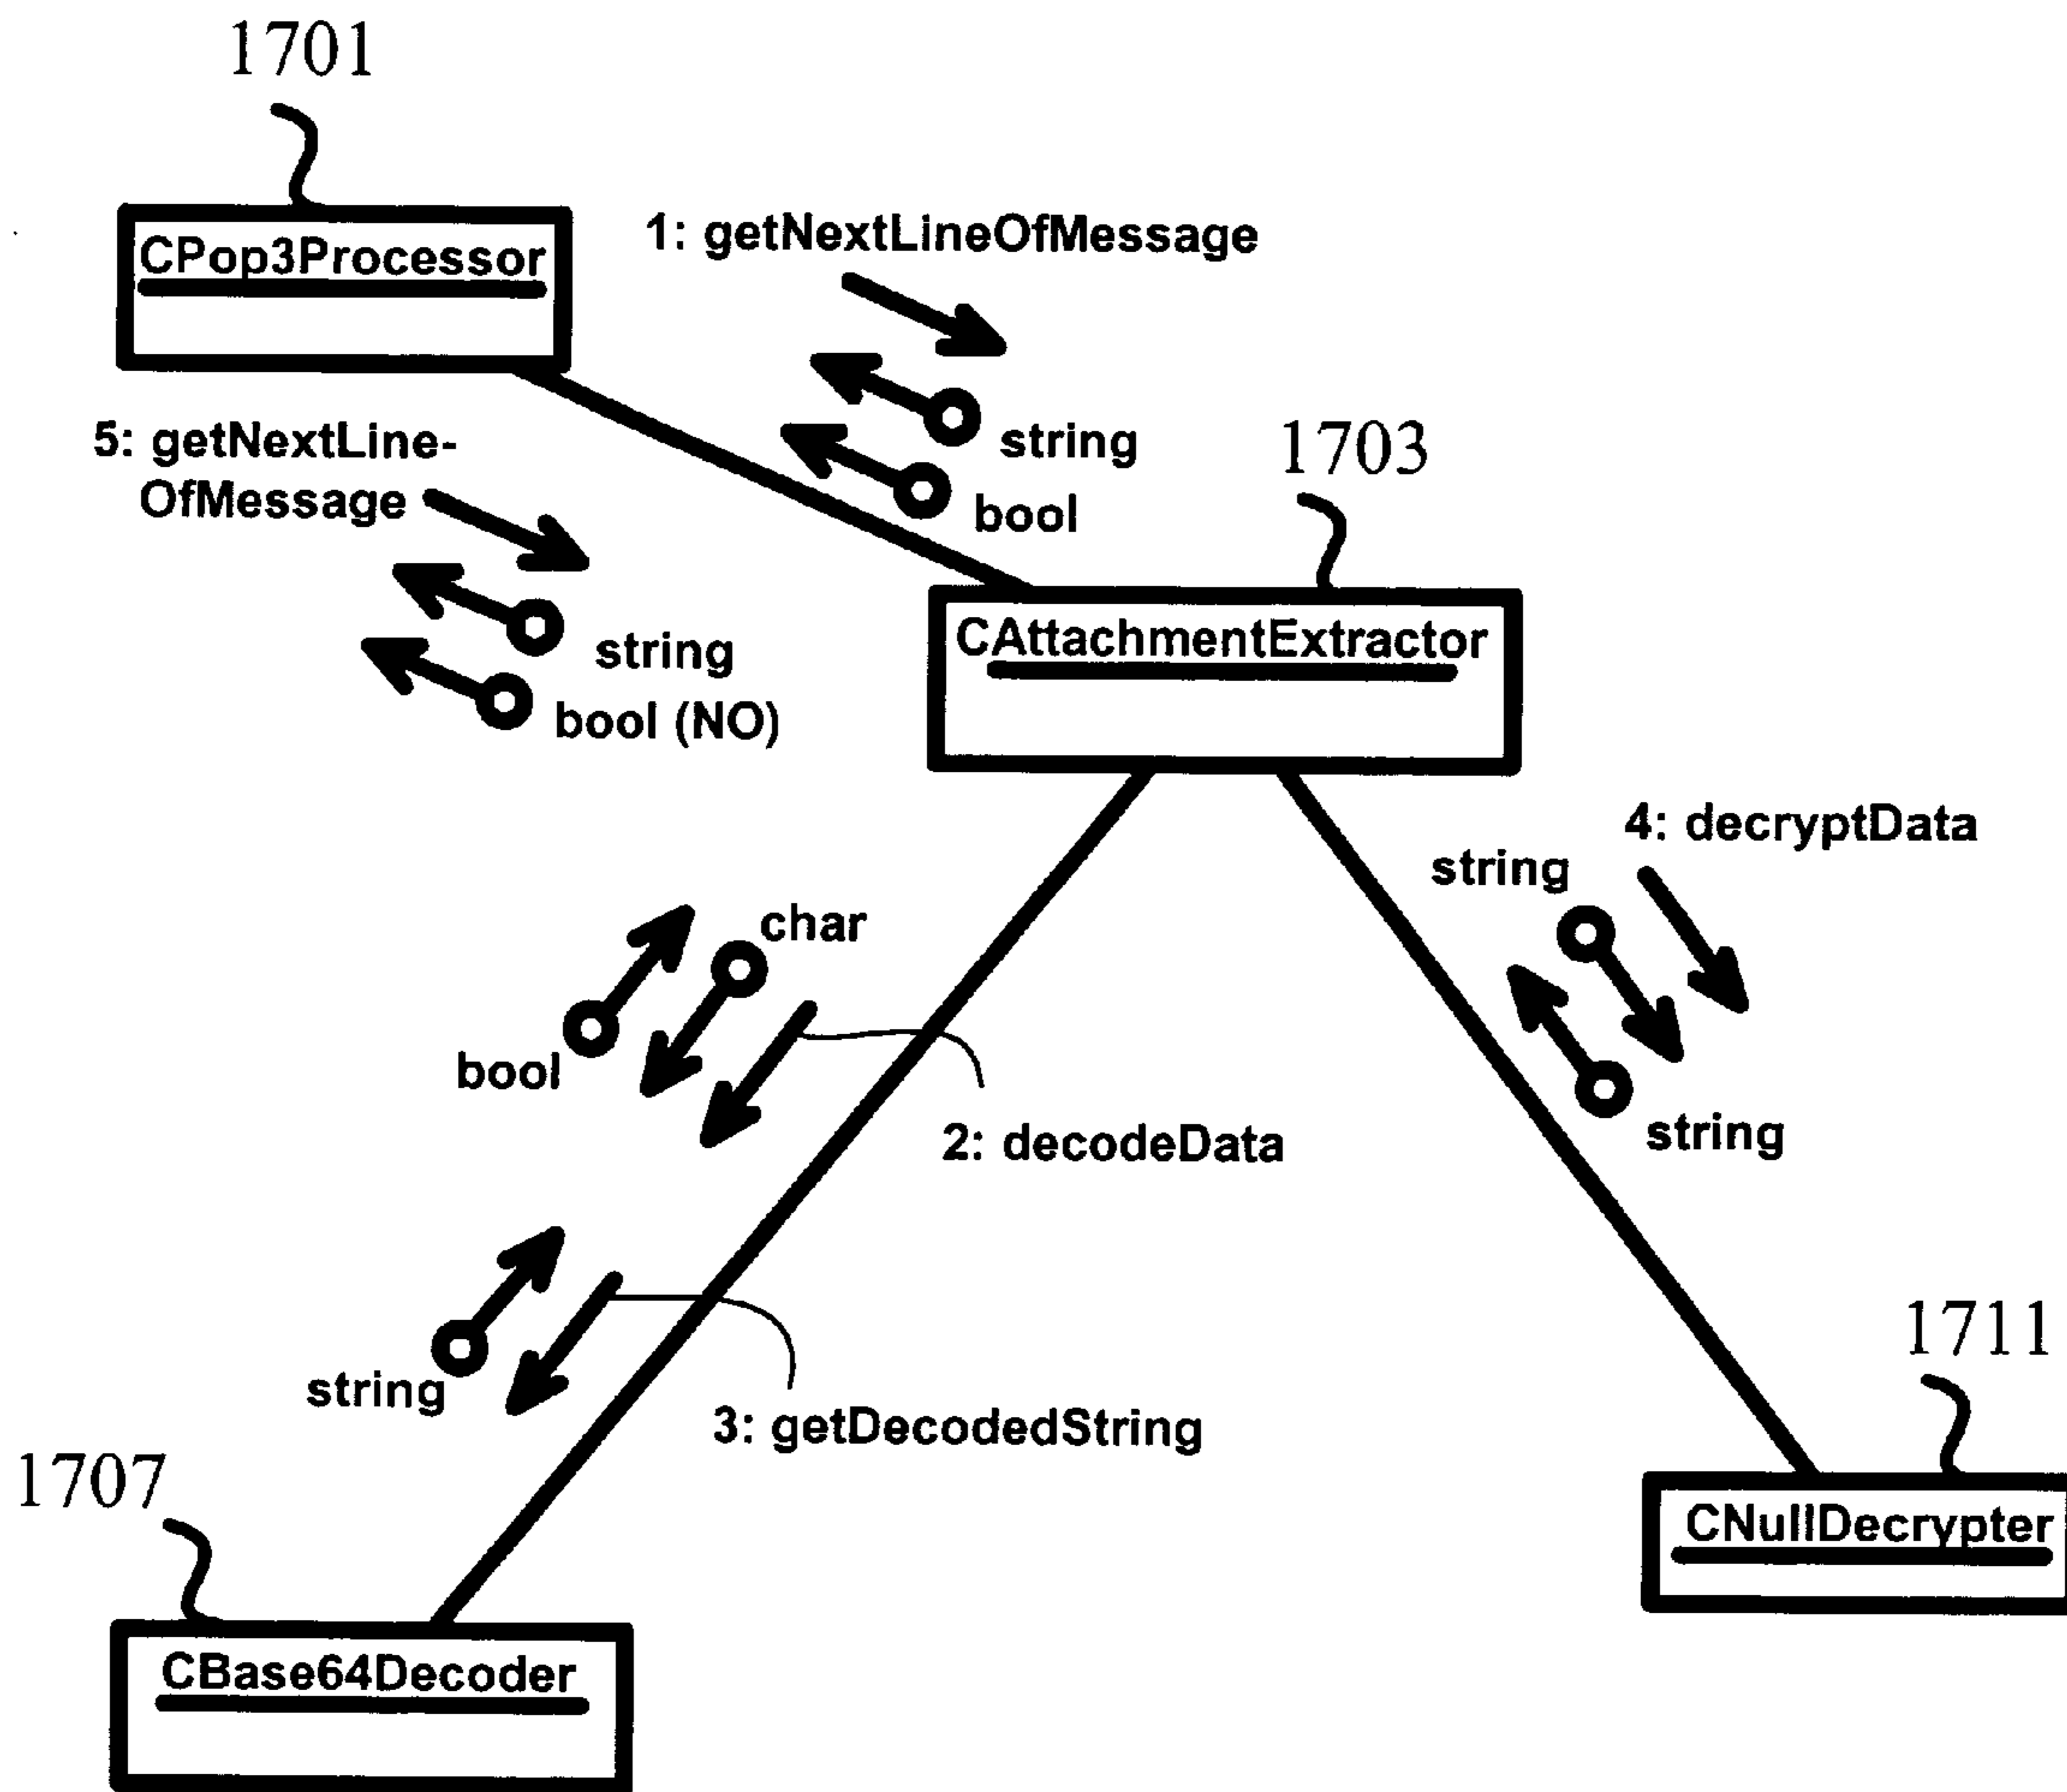 1701
CPop3Processor
1: getNextLineOfMessage
string
bool
5: getNextLine-
OfMessage
string
bool (NO)
1703
CAttachmentExtractor
4: decryptData
string
string
char
bool
2: decodeData
string
3: getDecodedString
1711
CNullDecrypter
1707
CBase64Decoder